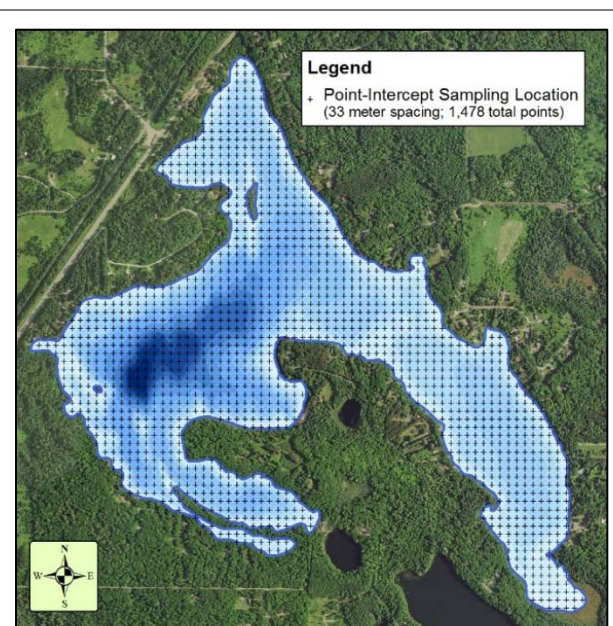 Legend
+ Point-Intercept Sampling Location
(33 meter spacing; 1,478 total points)
N
W E
S